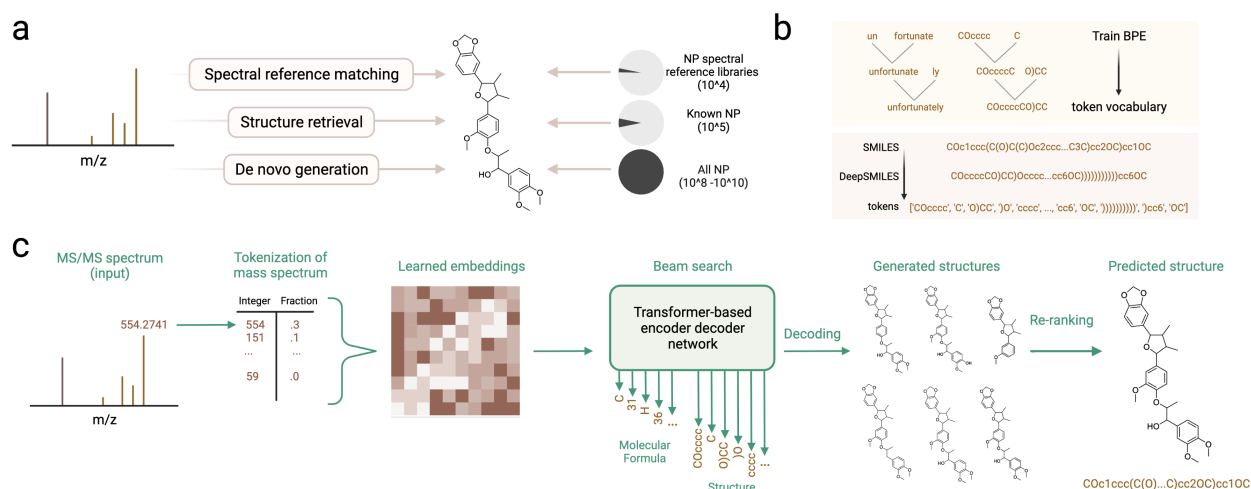 a
Spectral reference matching
Structure retrieval
De novo generation
m/z
NP spectral
reference libraries
(10^4)
Known NP
(10^5)
All NP
(10^8 -10^10)
b
un fortunate COcccc C
unfortunate ly COccccC O)CC
unfortunately COccccCO)CC
Train BPE
token vocabulary
SMILES COc1ccc(C(O)C(C)Oc2ccc...C3C)cc2OC)cc1OC
DeepSMILES COccccCO)CC)Occcc...cc6OC)))))))))))cc6OC
tokens ['COcccc', 'C', 'O)CC', ')O', 'cccc', ..., 'cc6', 'OC', '))))))))))', ')cc6', 'OC']
c
MS/MS spectrum
(input)
554.2741
m/z
Tokenization of
mass spectrum
Integer Fraction
554 .3
151 .1
... ...
59 .0
Learned embeddings
Beam search
Transformer-based
encoder decoder
network
C 31 H 36 ...
Molecular
Formula
COcccc C O)CC )O cccc ...
Structure
Decoding
Generated structures
Re-ranking
Predicted structure
COc1ccc(C(O)...C)cc2OC)cc1OC